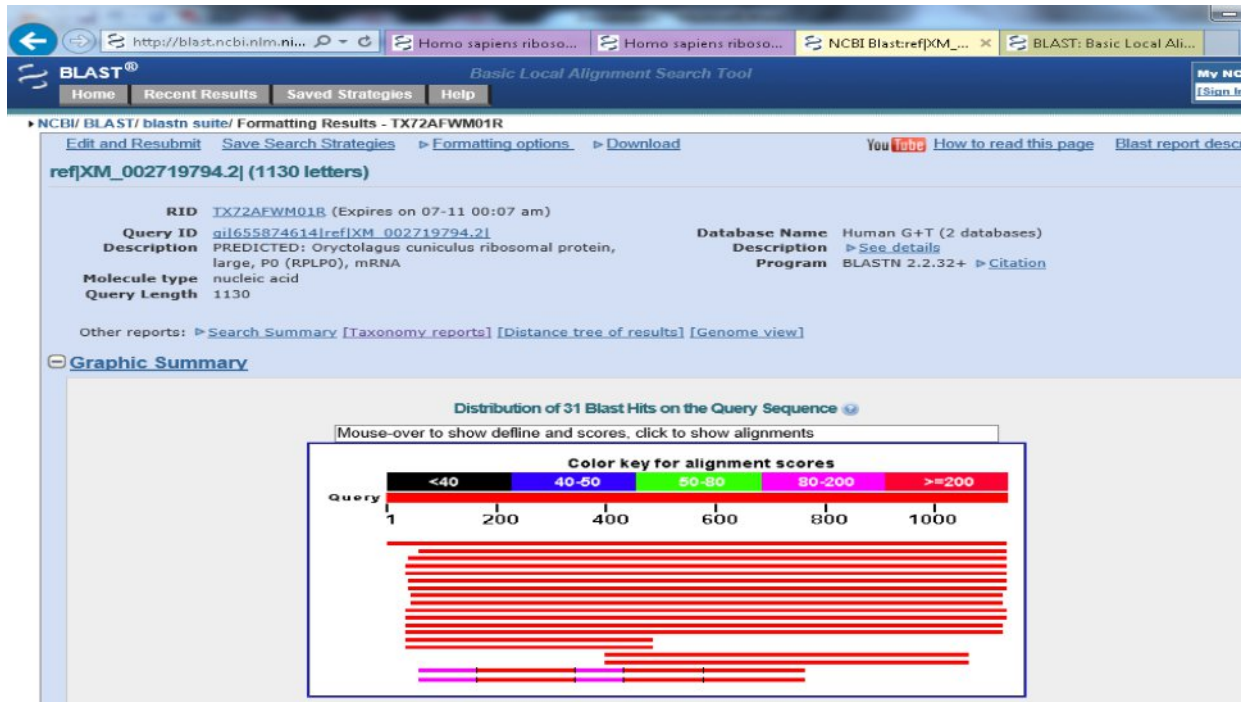 http://blast.ncbi.nlm.ni...
Homo sapiens riboso...
Homo sapiens riboso...
NCBI Blast:ref|XM_...
BLAST: Basic Local Ali...
BLAST®
Basic Local Alignment Search Tool
My NC
[Sign In
Home Recent Results Saved Strategies Help
NCBI/ BLAST/ blastn suite/ Formatting Results - TX72AFWM01R
Edit and Resubmit Save Search Strategies Formatting options Download YouTube How to read this page Blast report descr
ref|XM_002719794.2| (1130 letters)
RID TX72AFWM01R (Expires on 07-11 00:07 am)
Query ID gi|655874614|ref|XM_002719794.2|
Description PREDICTED: Oryctolagus cuniculus ribosomal protein,
large, P0 (RPLP0), mRNA
Molecule type nucleic acid
Query Length 1130
Database Name Human G+T (2 databases)
Description See details
Program BLASTN 2.2.32+ Citation
Other reports: Search Summary [Taxonomy reports] [Distance tree of results] [Genome view]
Graphic Summary
Distribution of 31 Blast Hits on the Query Sequence
Mouse-over to show defline and scores, click to show alignments
Color key for alignment scores
<40 40-50 50-80 80-200 >=200
Query
1 200 400 600 800 1000